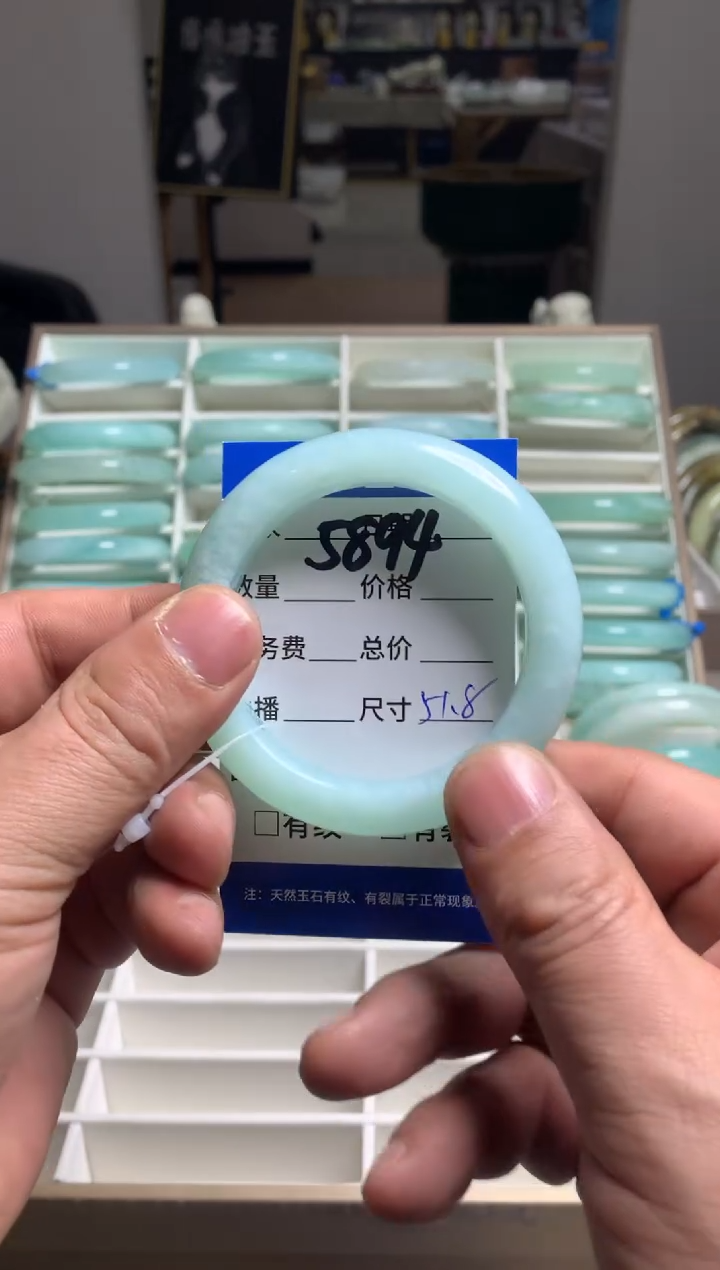 5894
数量 价格
务费 总价
播 尺寸 51.8
有纹 有裂
注：天然玉石有纹、有裂属于正常现象